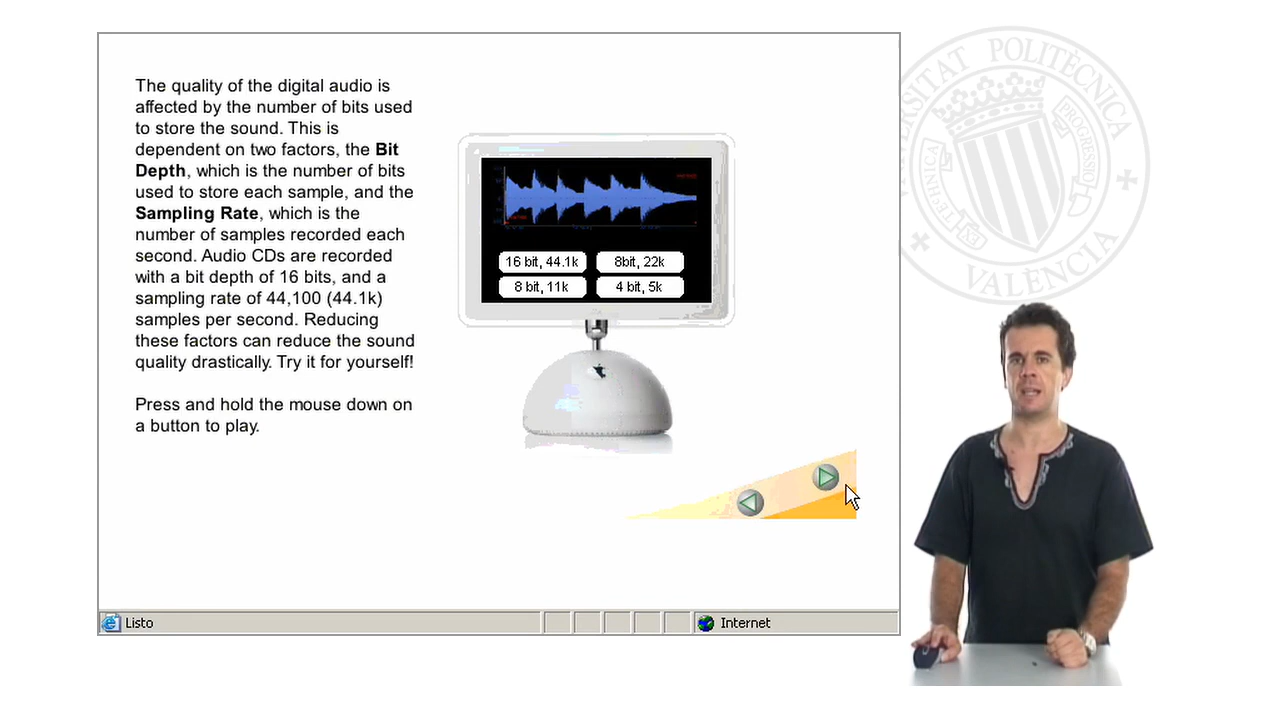 The quality of the digital audio is
affected by the number of bits used
to store the sound. This is
dependent on two factors, the Bit
Depth, which is the number of bits
used to store each sample, and the
Sampling Rate, which is the
number of samples recorded each
second. Audio CDs are recorded
with a bit depth of 16 bits, and a
sampling rate of 44,100 (44.1k)
samples per second. Reducing
these factors can reduce the sound
quality drastically. Try it for yourself!
Press and hold the mouse down on
a button to play.
16 bit, 44.1k
8bit, 22k
8 bit, 11k
4 bit, 5k
Listo
Internet
POLITÈCNICA
VALÈNCIA